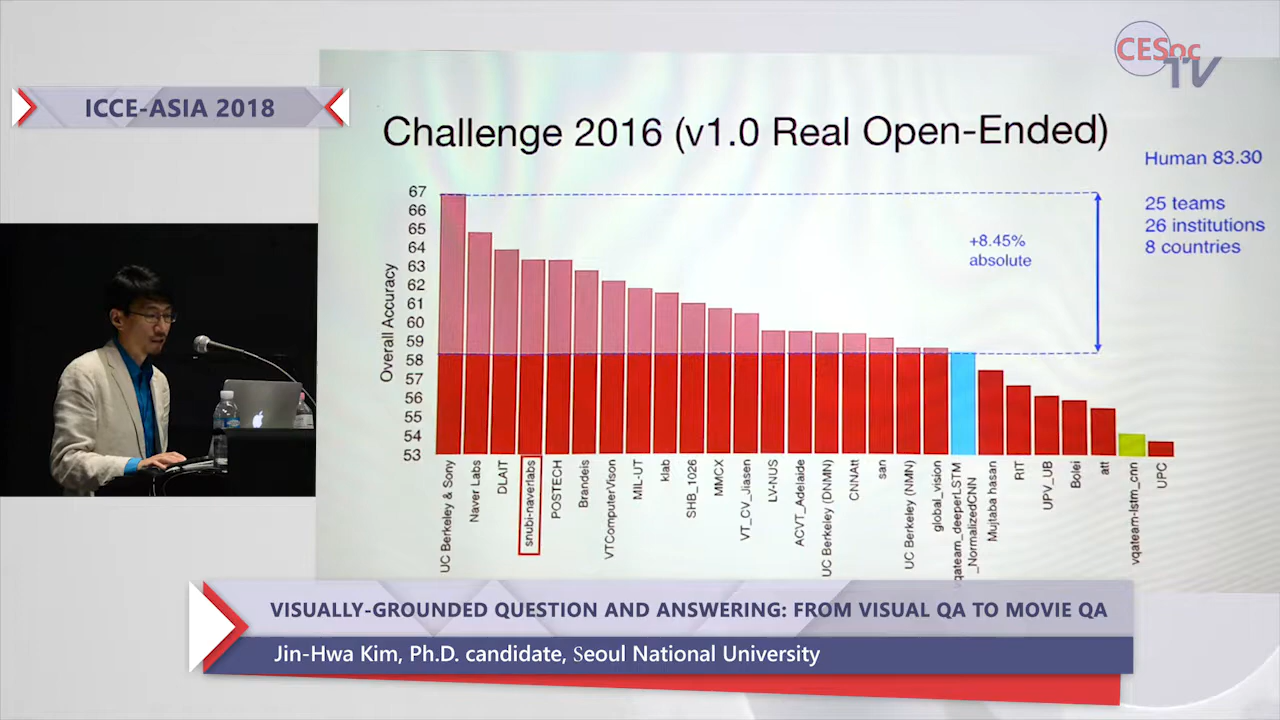 CESoc
TV
ICCE-ASIA 2018
Challenge 2016 (v1.0 Real Open-Ended)
Human 83.30
25 teams
26 institutions
8 countries
+8.45%
absolute
Overall Accuracy
67
66
65
64
63
62
61
60
59
58
57
56
55
54
53
UC Berkeley & Sony
Naver Labs
DLAIT
snubi-naverlabs
POSTECH
Brandeis
VTComputerVison
MIL-UT
klab
SHB_1026
MMCX
VT_CV_Jiasen
LV-NUS
ACVT_Adelaide
UC Berkeley (DNMN)
CNNAtt
san
UC Berkeley (NMN)
global_vision
vqateam_deeperLSTM
_NormalizedCNN
Mujtaba hasan
RIT
UPV_UB
Bolei
att
vqateam-lstm_cnn
UPC
VISUALLY-GROUNDED QUESTION AND ANSWERING: FROM VISUAL QA TO MOVIE QA
Jin-Hwa Kim, Ph.D. candidate, Seoul National University